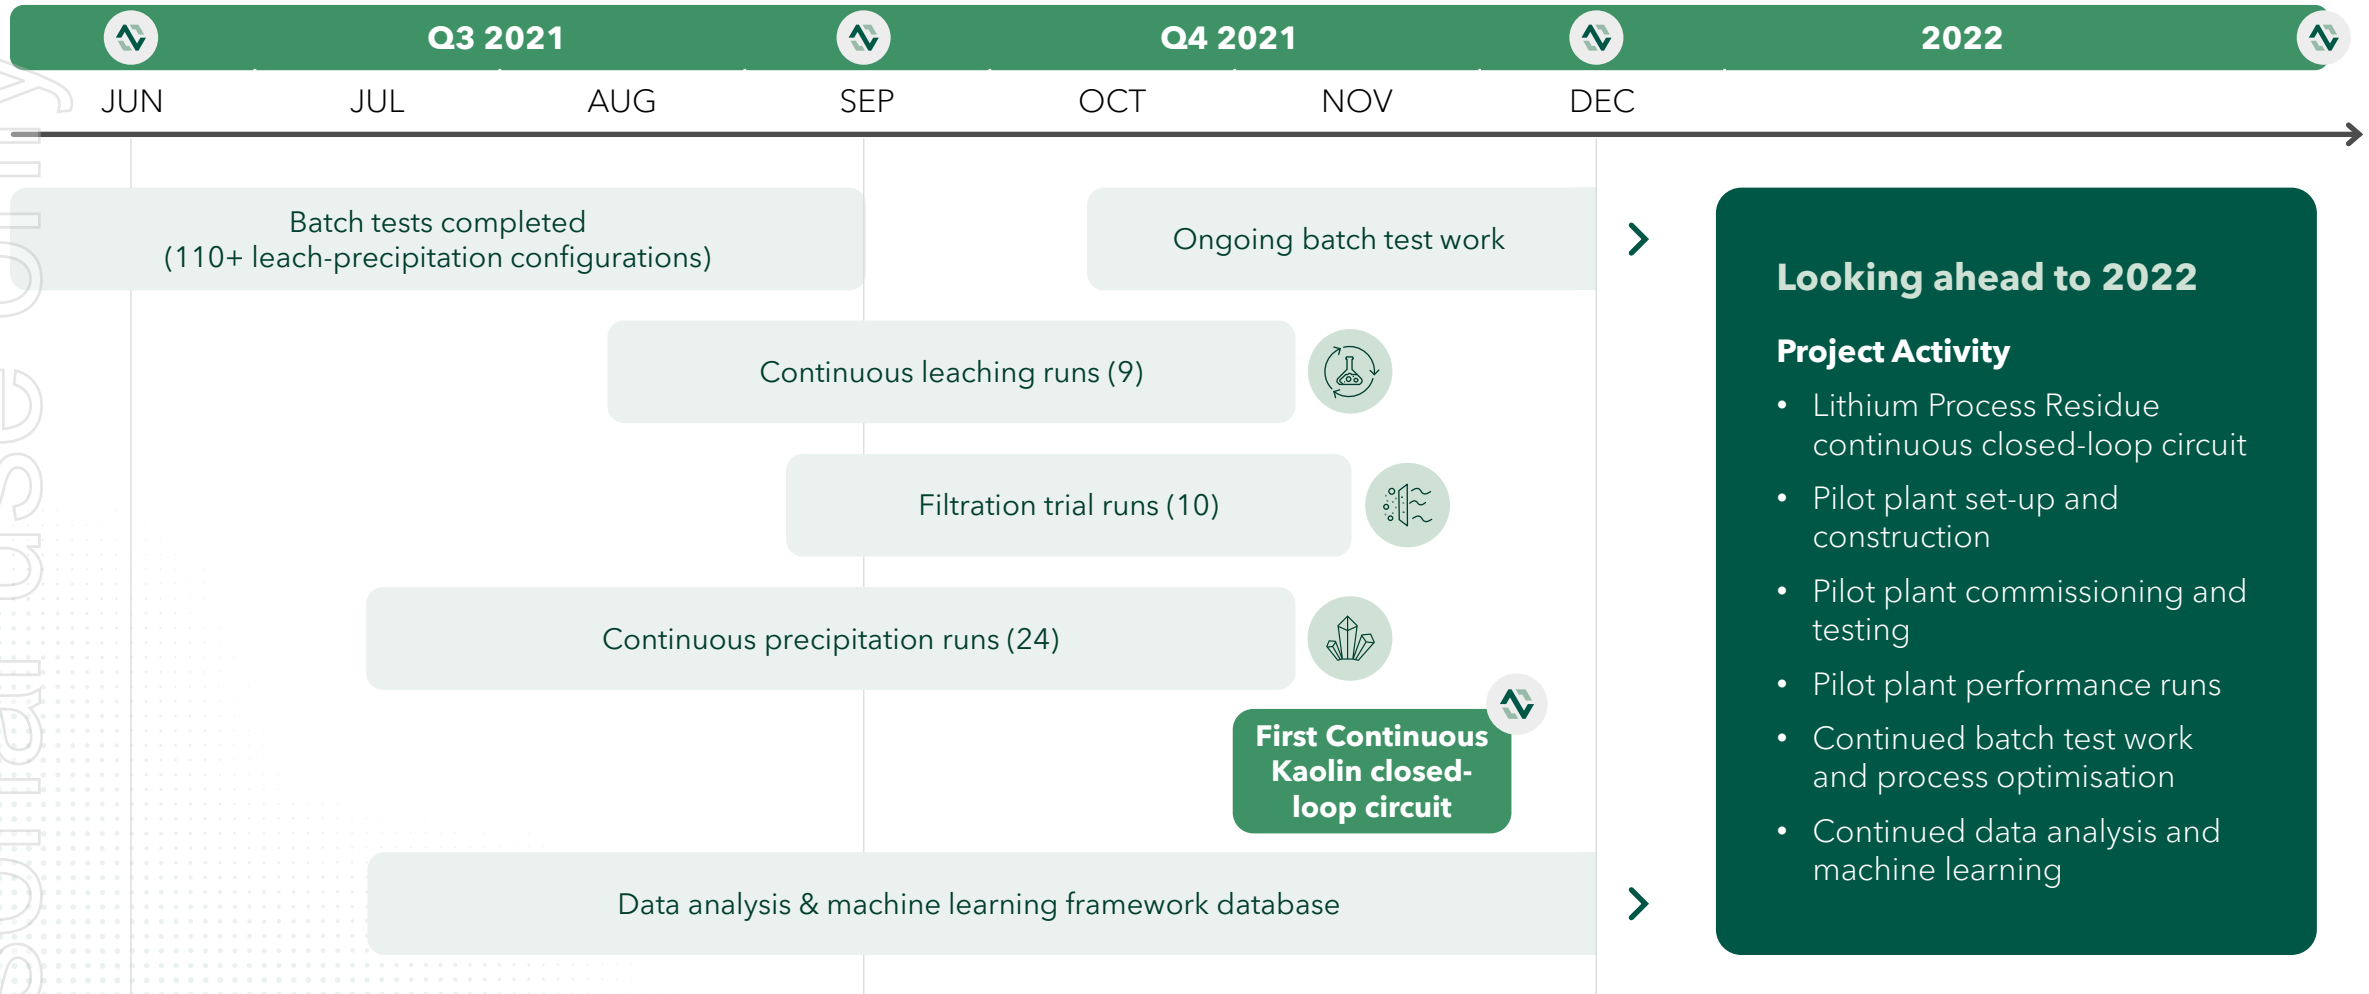 Q3 2021
Q4 2021
2022
JUN
JUL
AUG
SEP
OCT
NOV
DEC
Batch tests completed
(110+ leach-precipitation configurations)
Ongoing batch test work
Continuous leaching runs (9)
Filtration trial runs (10)
Continuous precipitation runs (24)
First Continuous
Kaolin closed-
loop circuit
Data analysis & machine learning framework database
Looking ahead to 2022
Project Activity
• Lithium Process Residue
continuous closed-loop circuit
• Pilot plant set-up and
construction
• Pilot plant commissioning and
testing
• Pilot plant performance runs
• Continued batch test work
and process optimisation
• Continued data analysis and
machine learning
sonal use only